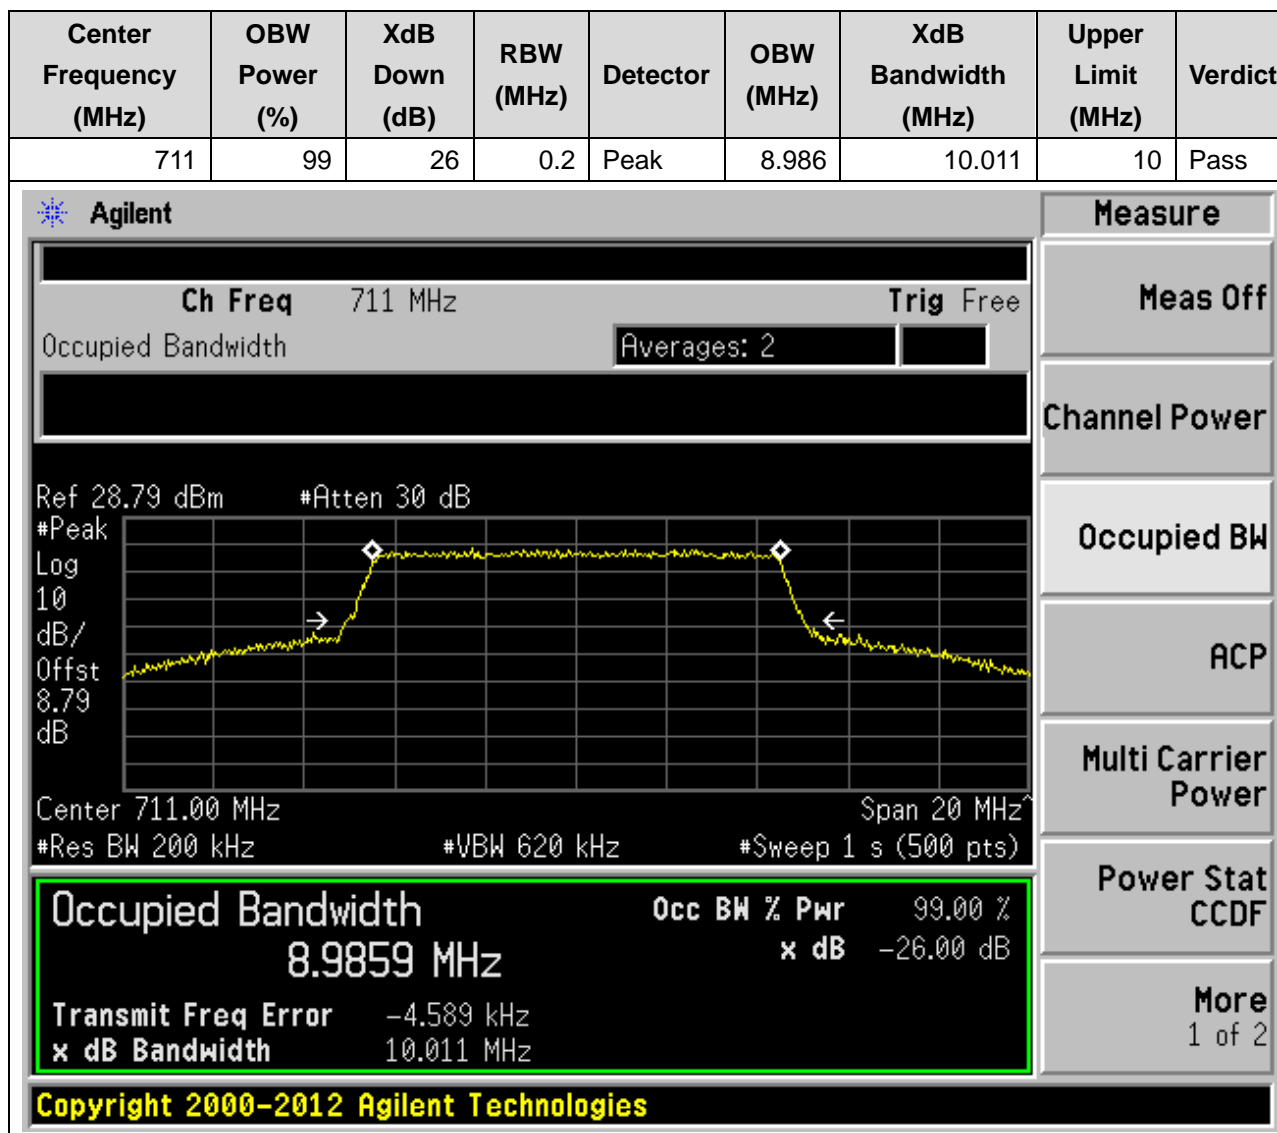 Center Frequency (MHz) OBW Power (%) XdB Down (dB) RBW (MHz) Detector OBW (MHz) XdB Bandwidth (MHz) Upper Limit (MHz) Verdict
711 99 26 0.2 Peak 8.986 10.011 10 Pass
Agilent
Measure
Ch Freq 711 MHz Trig Free
Meas Off
Occupied Bandwidth Averages: 2
Channel Power
Ref 28.79 dBm #Atten 30 dB
#Peak
Log
10
dB/
Offst
8.79
dB
Occupied BW
ACP
Multi Carrier
Power
Center 711.00 MHz Span 20 MHz^
#Res BW 200 kHz #VBW 620 kHz #Sweep 1 s (500 pts)
Power Stat
CCDF
Occupied Bandwidth Occ BW % Pwr 99.00 %
8.9859 MHz x dB -26.00 dB
Transmit Freq Error -4.589 kHz
x dB Bandwidth 10.011 MHz
More
1 of 2
Copyright 2000-2012 Agilent Technologies